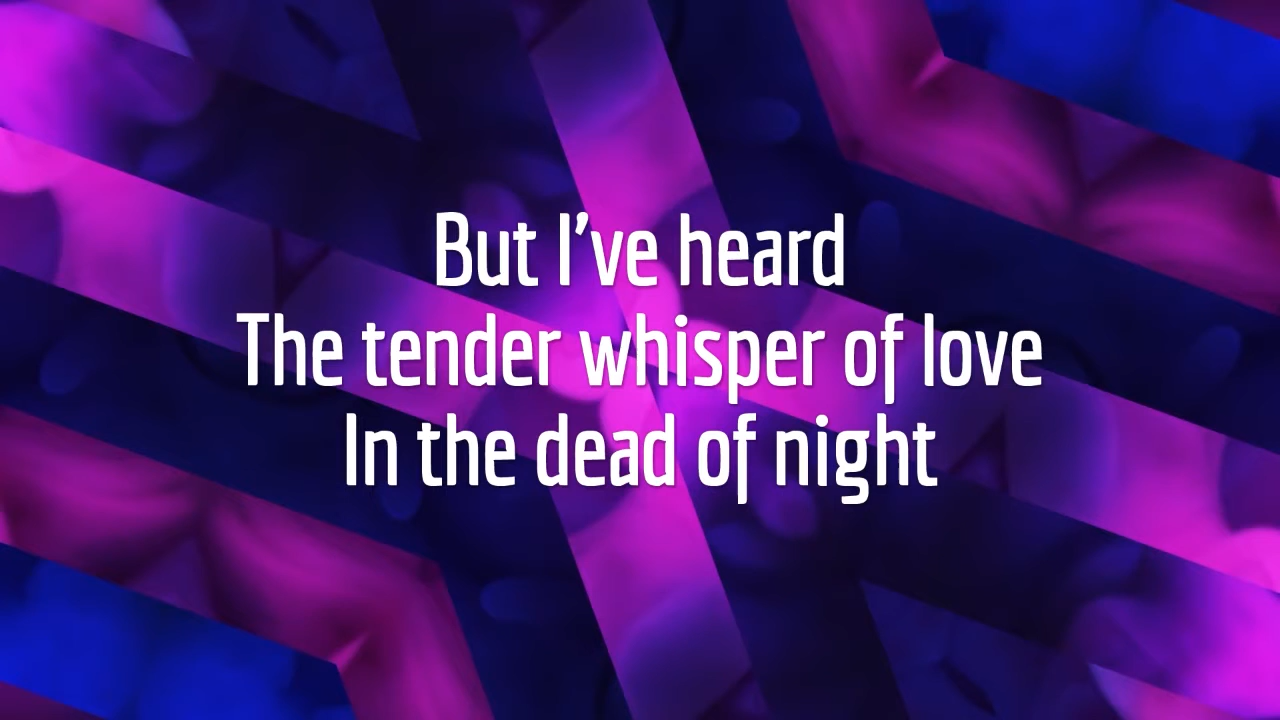 But I've heard
The tender whisper of love
In the dead of night